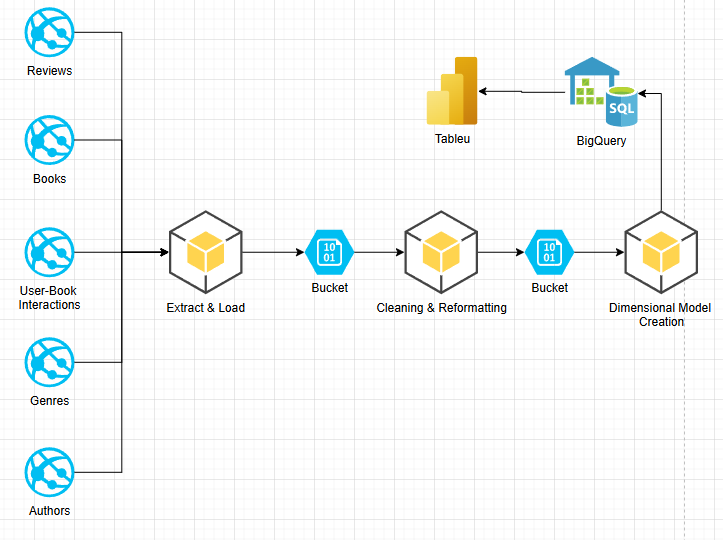 Reviews
Books
User-Book
Interactions
Genres
Authors
Extract & Load
10
01
Bucket
Cleaning & Reformatting
10
01
Bucket
Dimensional Model
Creation
SQL
BigQuery
Tableu